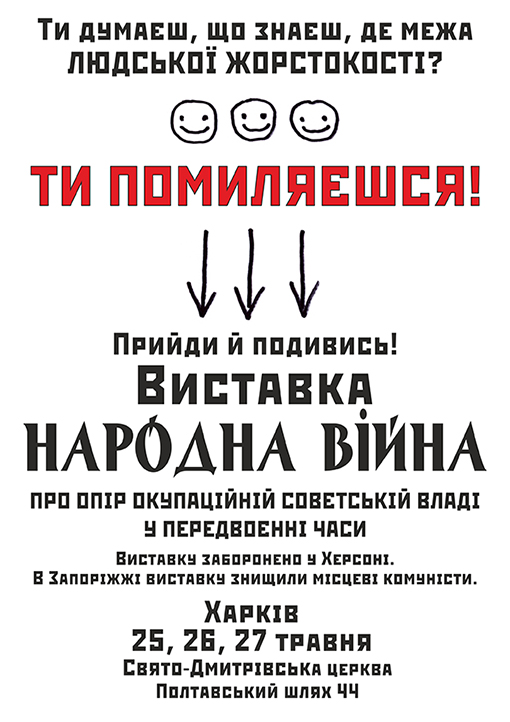 Ти думаєш, що знаєш, де межа
людської жорстокості?
ТИ ПОМИЛЯЄШСЯ!
Прийди й подивись!
Виставка
НАРОДНА ВІЙНА
про опір окупаційній советській владі
у передвоєнні часи
Виставку заборонено у Херсоні.
В Запоріжжі виставку знищили місцеві комуністи.
Харків
25, 26, 27 травня
Свято-Дмитрівська церква
Полтавський шлях 44